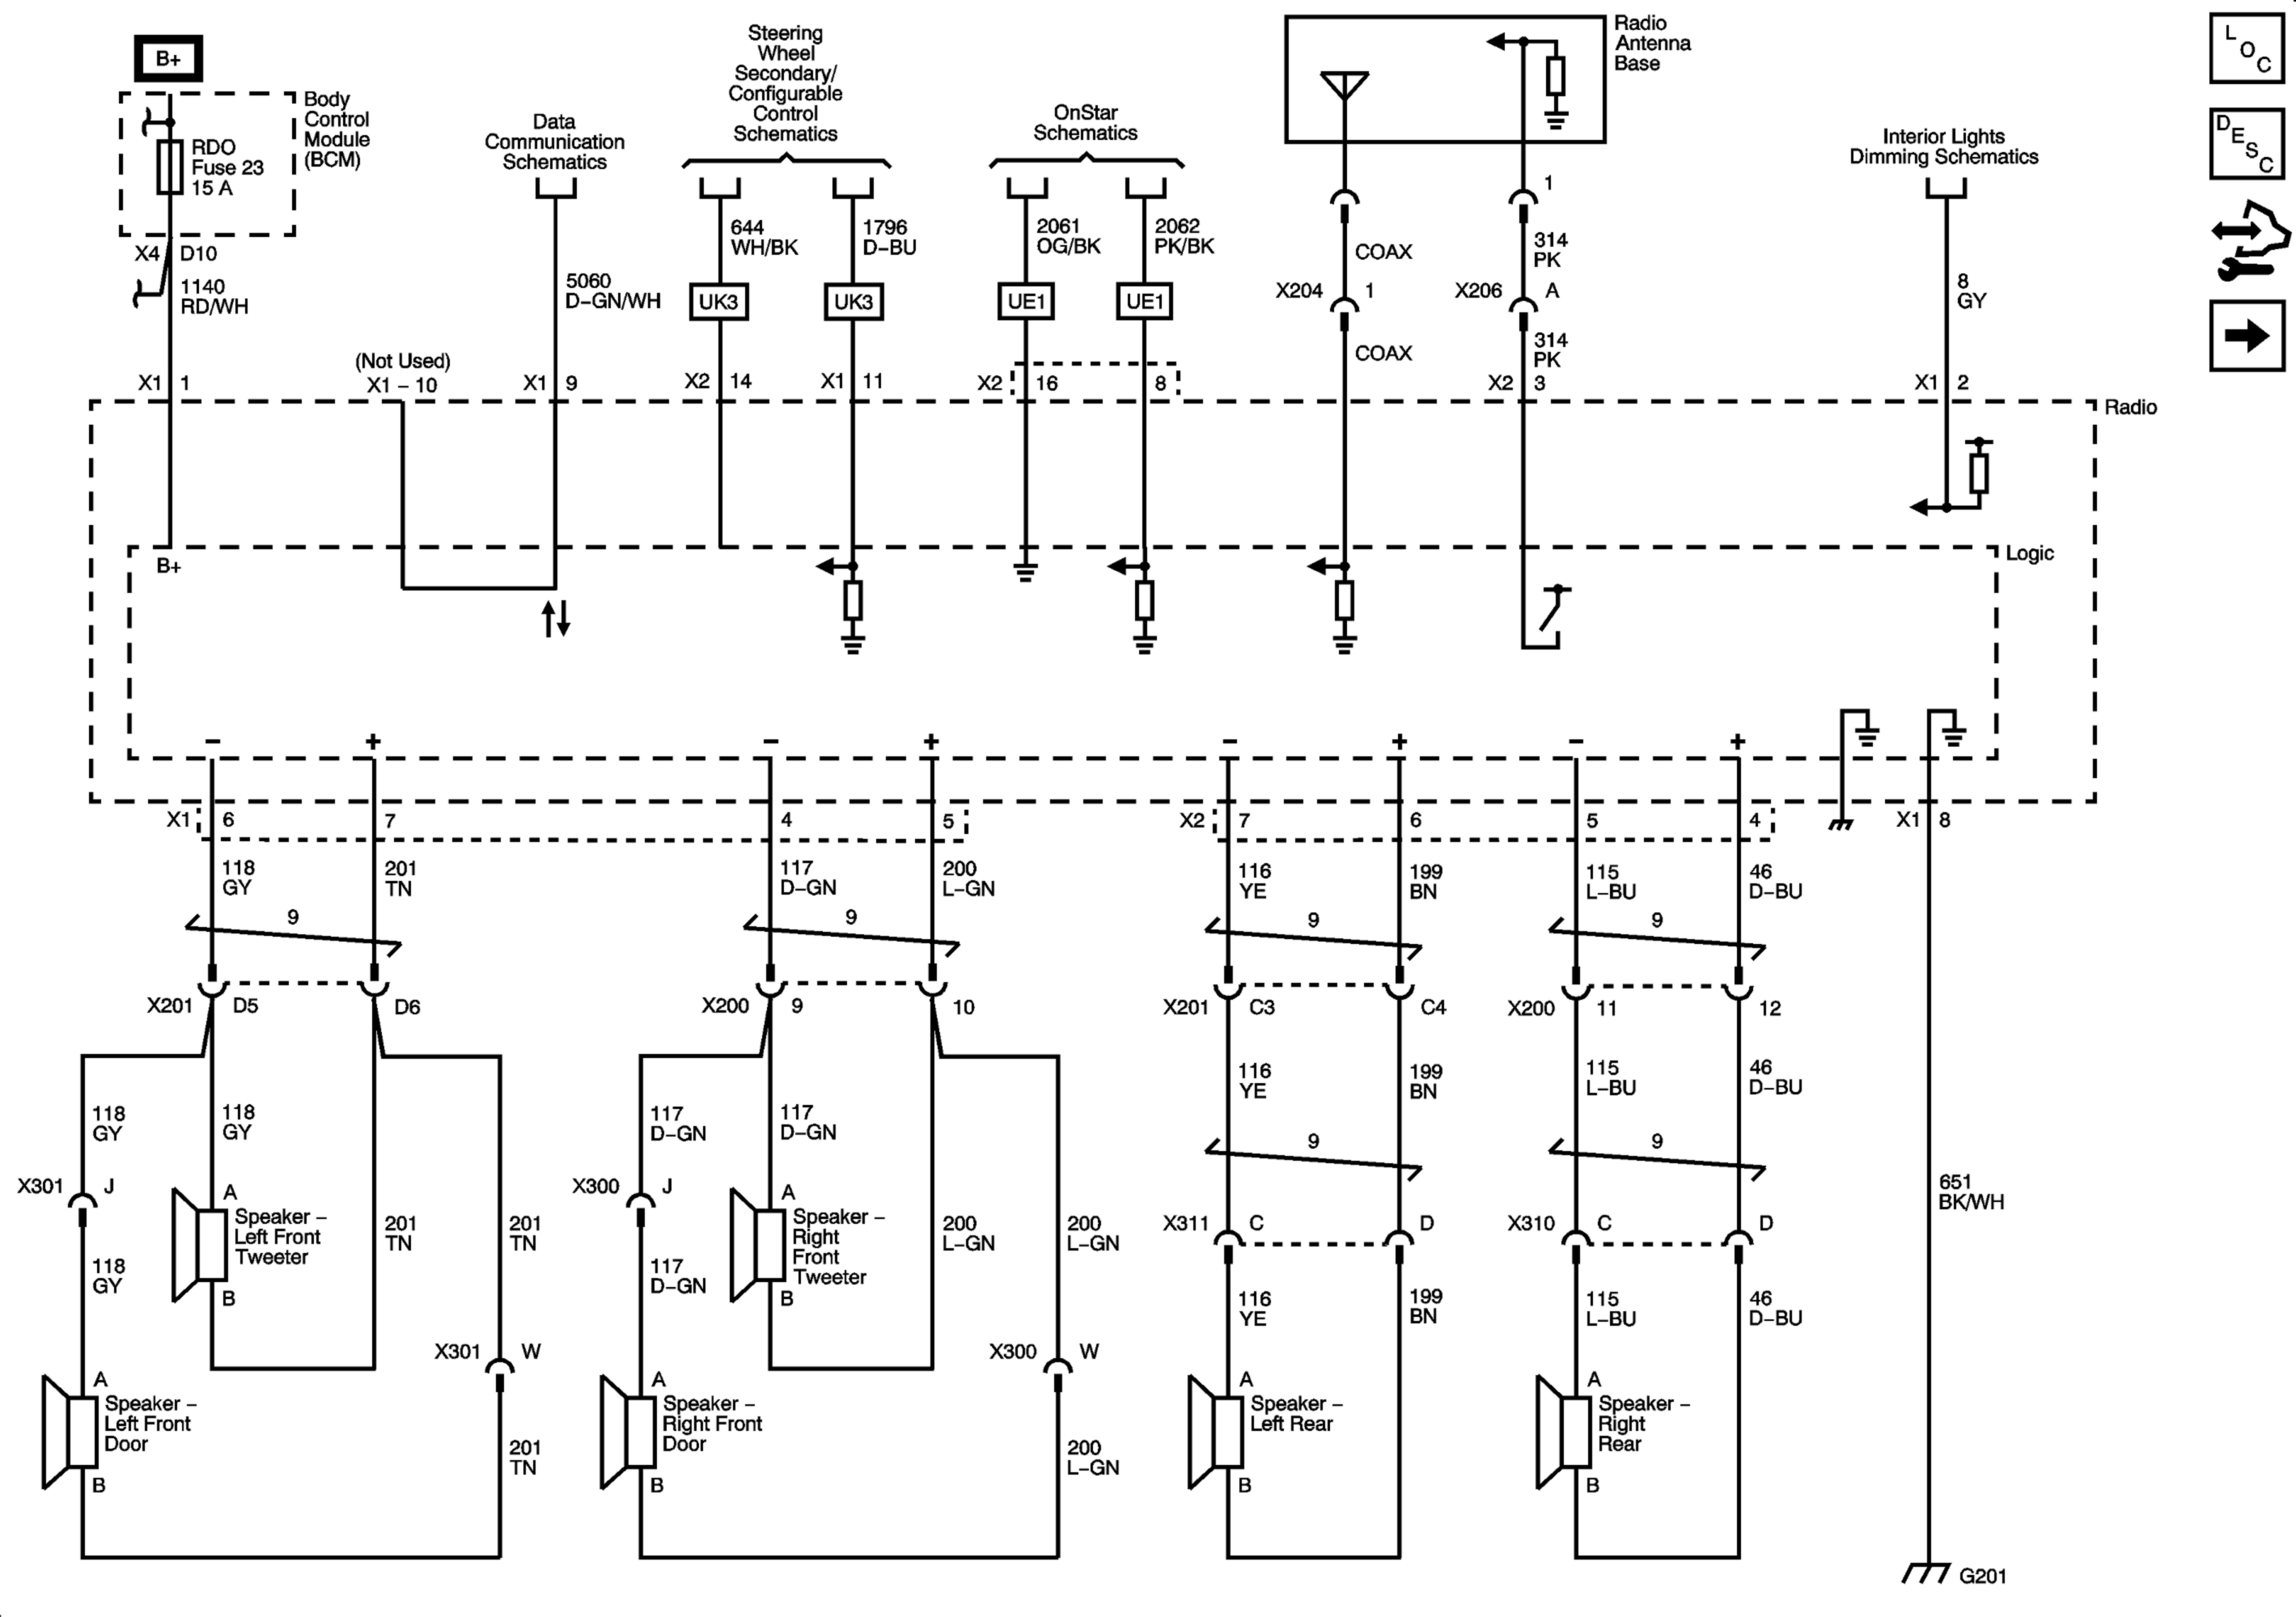 B+
Body
Control
Module
(BCM)
RDO
Fuse 23
15 A
X4 D10
1140
RD/WH
X1 1
(Not Used)
X1 – 10
Data
Communication
Schematics
5060
D–GN/WH
X1 9
Steering
Wheel
Secondary/
Configurable
Control
Schematics
644
WH/BK
1796
D–BU
UK3
UK3
X2 14
X1 11
OnStar
Schematics
2061
OG/BK
2062
PK/BK
UE1
UE1
X2 16 8
Radio
Antenna
Base
1
COAX
314
PK
X204 1
X206 A
COAX
314
PK
X2 3
Interior Lights
Dimming Schematics
8
GY
X1 2
L
O
C
D
E
S
C
Radio
B+
Logic
– + – + – + – +
X1 6 7 4 5
X2 7 6 5 4
X1 8
118
GY
201
TN
117
D–GN
200
L–GN
116
YE
199
BN
115
L–BU
46
D–BU
9 9 9 9
X201 D5 D6
X200 9 10
X201 C3 C4
X200 11 12
118
GY
118
GY
117
D–GN
117
D–GN
116
YE
199
BN
115
L–BU
46
D–BU
9 9
X301 J
A
Speaker –
Left Front
Tweeter
B
201
TN
201
TN
X300 J
A
Speaker –
Right
Front
Tweeter
B
200
L–GN
200
L–GN
X311 C D
X310 C D
651
BK/WH
118
GY
117
D–GN
116
YE
199
BN
115
L–BU
46
D–BU
X301 W
X300 W
A
Speaker –
Left Front
Door
B
201
TN
A
Speaker –
Right Front
Door
B
200
L–GN
A
Speaker –
Left Rear
B
A
Speaker –
Right
Rear
B
G201